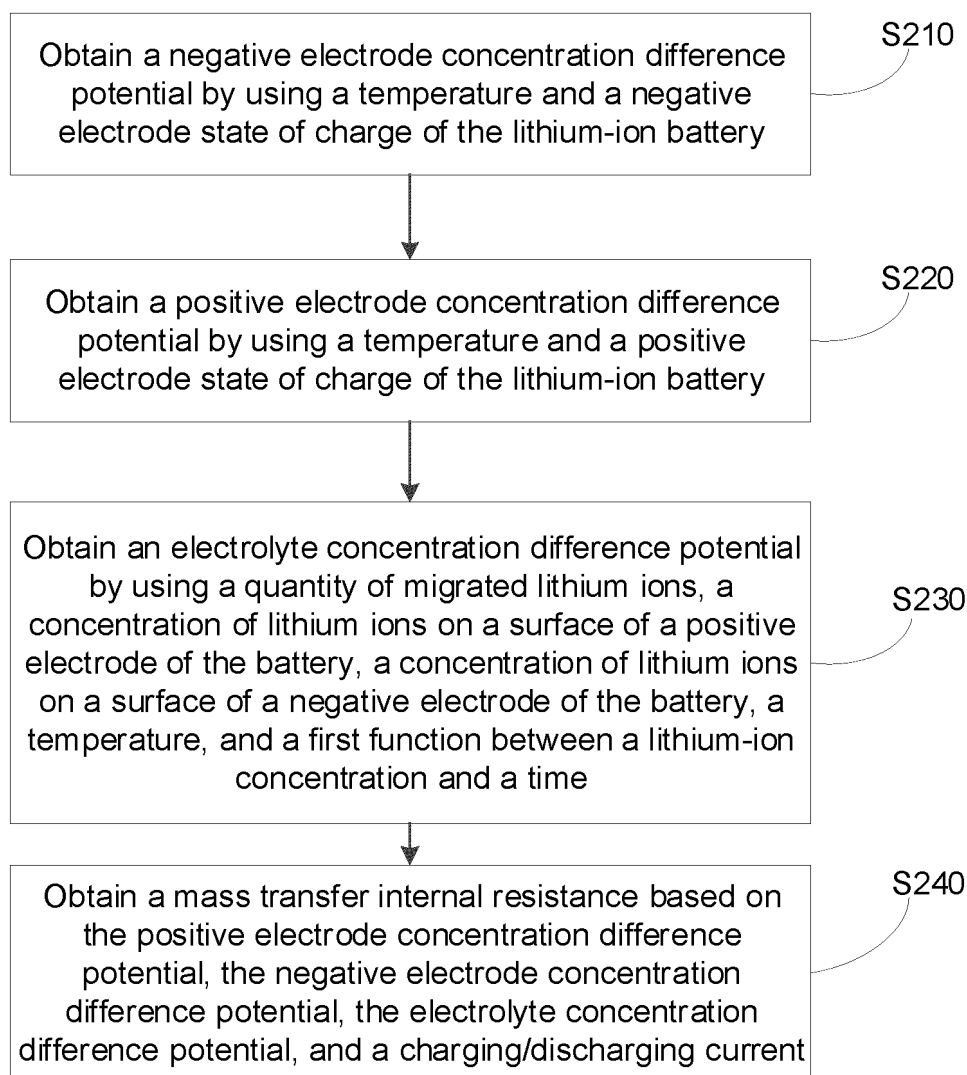 Obtain a negative electrode concentration difference
potential by using a temperature and a negative
electrode state of charge of the lithium-ion battery
S210
Obtain a positive electrode concentration difference
potential by using a temperature and a positive
electrode state of charge of the lithium-ion battery
S220
Obtain an electrolyte concentration difference potential
by using a quantity of migrated lithium ions, a
concentration of lithium ions on a surface of a positive
electrode of the battery, a concentration of lithium ions
on a surface of a negative electrode of the battery, a
temperature, and a first function between a lithium-ion
concentration and a time
S230
Obtain a mass transfer internal resistance based on
the positive electrode concentration difference
potential, the negative electrode concentration
difference potential, the electrolyte concentration
difference potential, and a charging/discharging current
S240